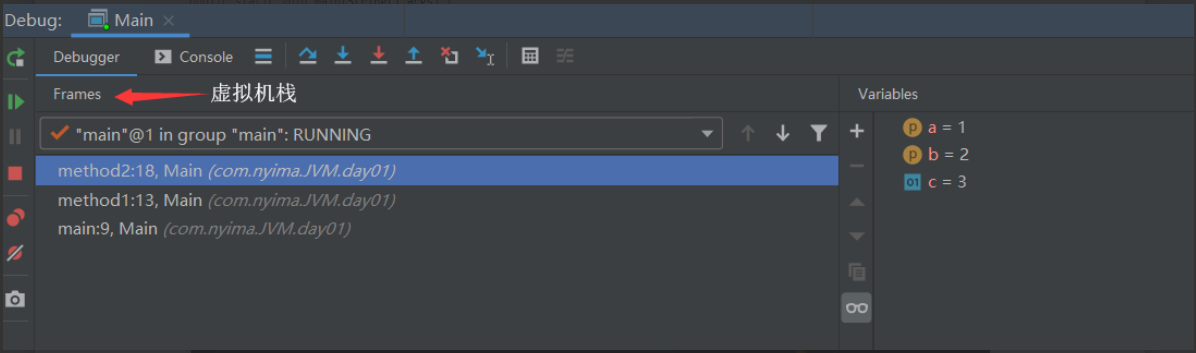 Debug: Main
Debugger Console
Frames 虚拟机栈 Variables
"main"@1 in group "main": RUNNING
a = 1
b = 2
c = 3
method2:18, Main (com.nyima.JVM.day01)
method1:13, Main (com.nyima.JVM.day01)
main:9, Main (com.nyima.JVM.day01)